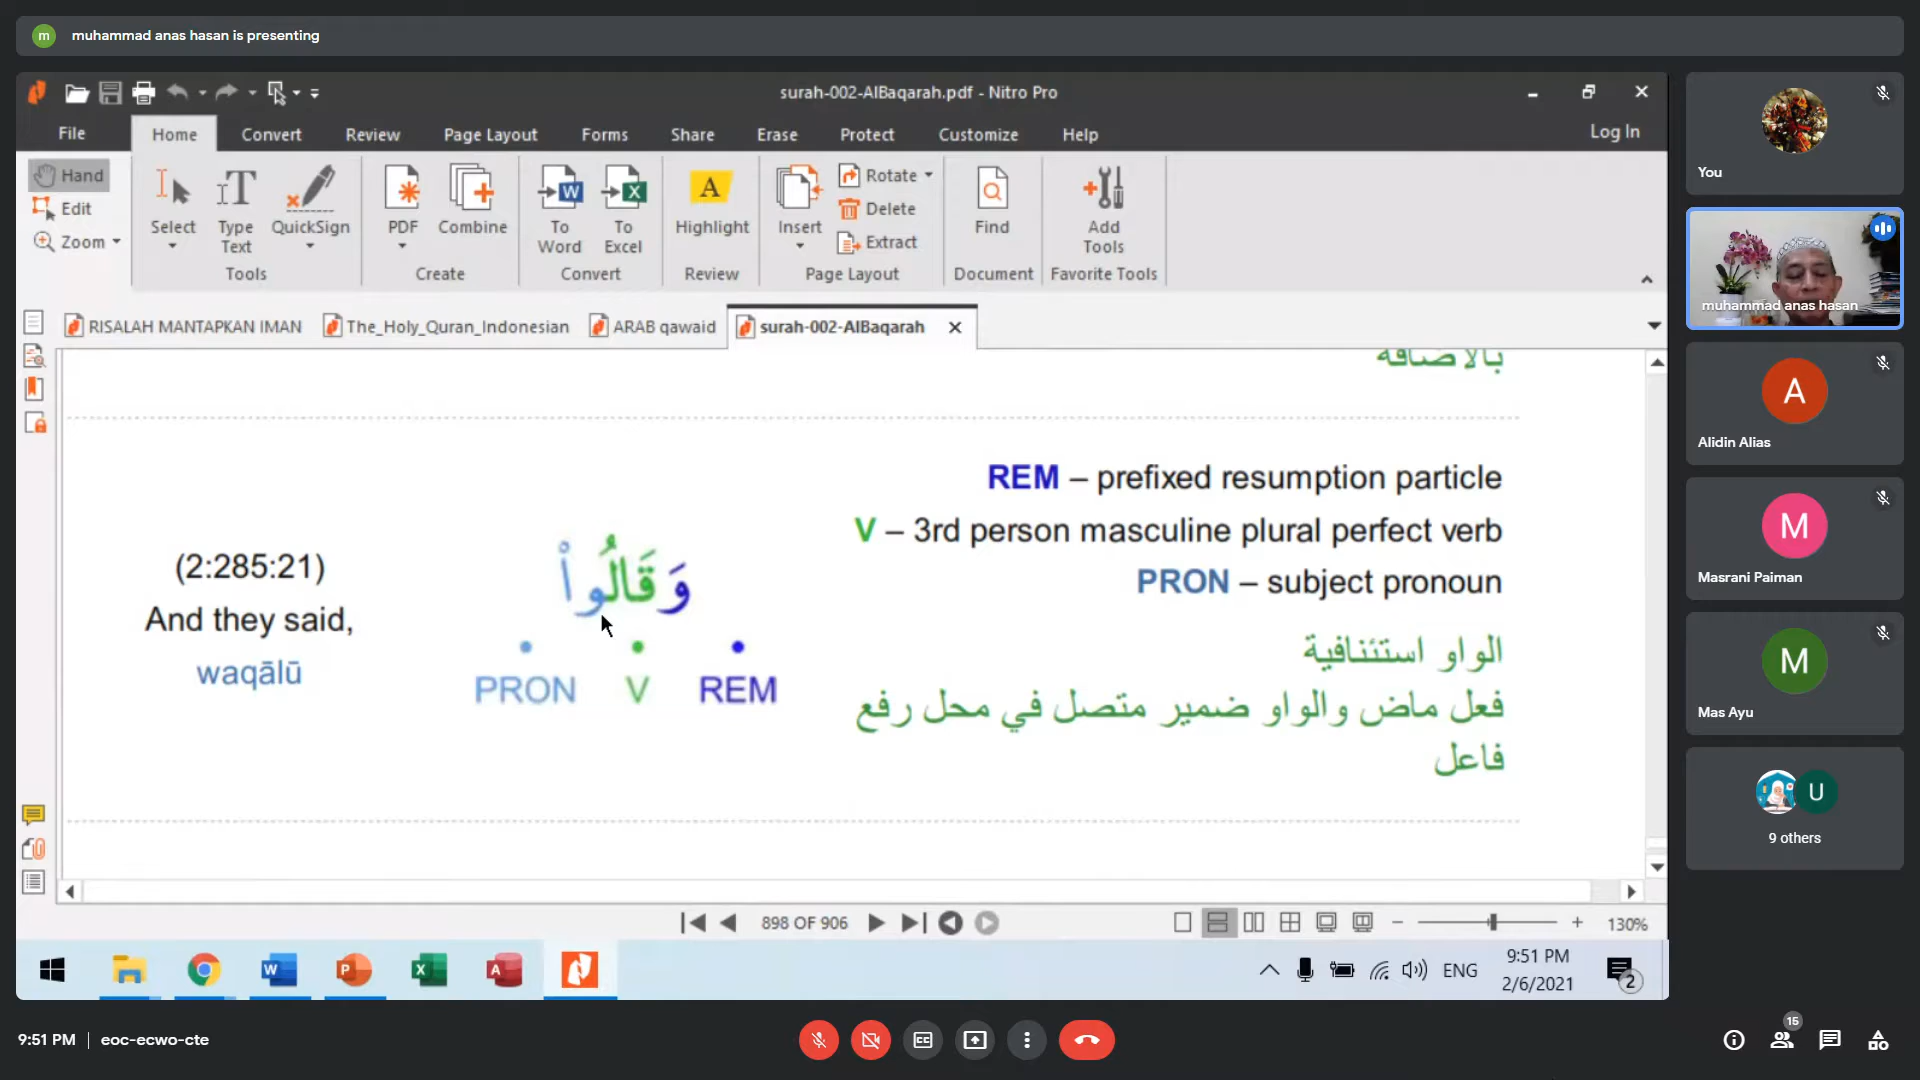 m muhammad anas hasan is presenting
surah-002-AlBaqarah.pdf - Nitro Pro
File Home Convert Review Page Layout Forms Share Erase Protect Customize Help Log In
Hand
Edit
Zoom
Select
Type Text
QuickSign
Tools
PDF
Combine
Create
To Word
To Excel
Convert
Highlight
Review
Insert
Rotate
Delete
Extract
Page Layout
Find
Document
Add Tools
Favorite Tools
RISALAH MANTAPKAN IMAN The_Holy_Quran_Indonesian ARAB qawaid surah-002-AlBaqarah
بالاضافة
(2:285:21)
And they said,
waqālū
وَقَالُوا۟
PRON V REM
REM – prefixed resumption particle
V – 3rd person masculine plural perfect verb
PRON – subject pronoun
الواو استئنافية
فعل ماض والواو ضمير متصل في محل رفع
فاعل
898 OF 906
130%
ENG
9:51 PM
2/6/2021
2
You
muhammad anas hasan
A
Alidin Alias
M
Masrani Paiman
M
Mas Ayu
U
9 others
9:51 PM | eoc-ecwo-cte
15